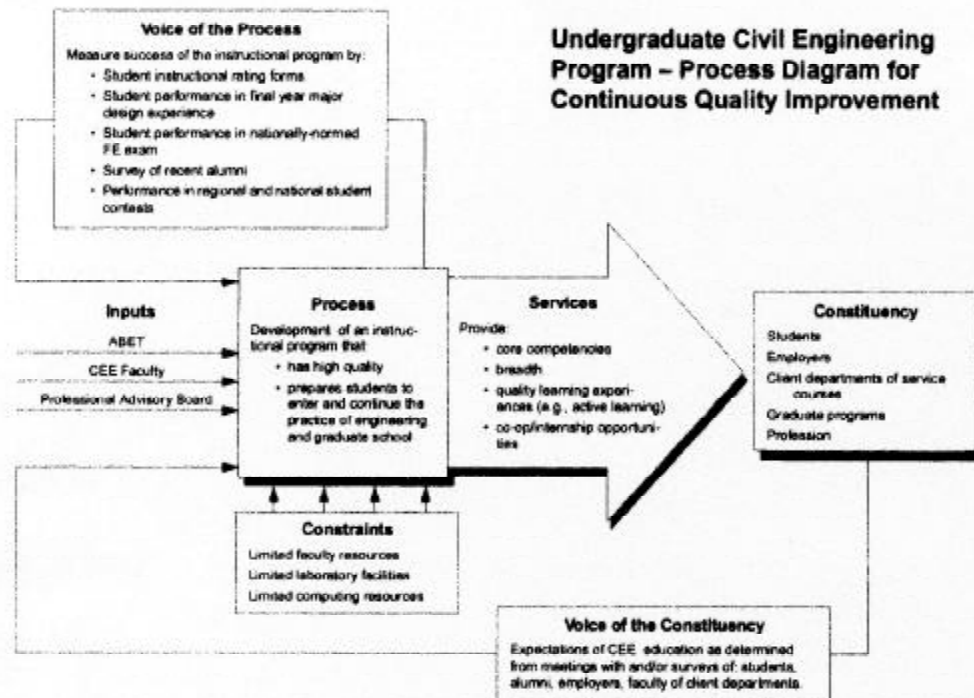 Undergraduate Civil Engineering
Program – Process Diagram for
Continuous Quality Improvement
Voice of the Process
Measure success of the instructional program by:
• Student instructional rating forms
• Student performance in final year major
design experience
• Student performance in nationally-normed
FE exam
• Survey of recent alumni
• Performance in regional and national student
contests
Inputs
ABET
CEE Faculty
Professional Advisory Board
Process
Development of an instruc-
tional program that:
• has high quality
• prepares students to
enter and continue the
practice of engineering
and graduate school
Services
Provide:
• core competencies
• breadth
• quality learning experi-
ences (e.g., active learning)
• co-op/internship opportuni-
ties
Constituency
Students
Employers
Client departments of service
courses
Graduate programs
Profession
Constraints
Limited faculty resources
Limited laboratory facilities
Limited computing resources
Voice of the Constituency
Expectations of CEE education as determined
from meetings with and/or surveys of: students,
alumni, employers, faculty of client departments.